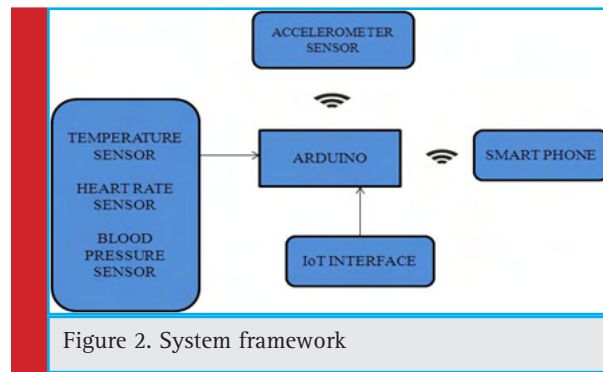 ACCELEROMETER
SENSOR
TEMPERATURE
SENSOR
HEART RATE
SENSOR
BLOOD
PRESSURE
SENSOR
ARDUINO
SMART PHONE
IoT INTERFACE
Figure 2. System framework